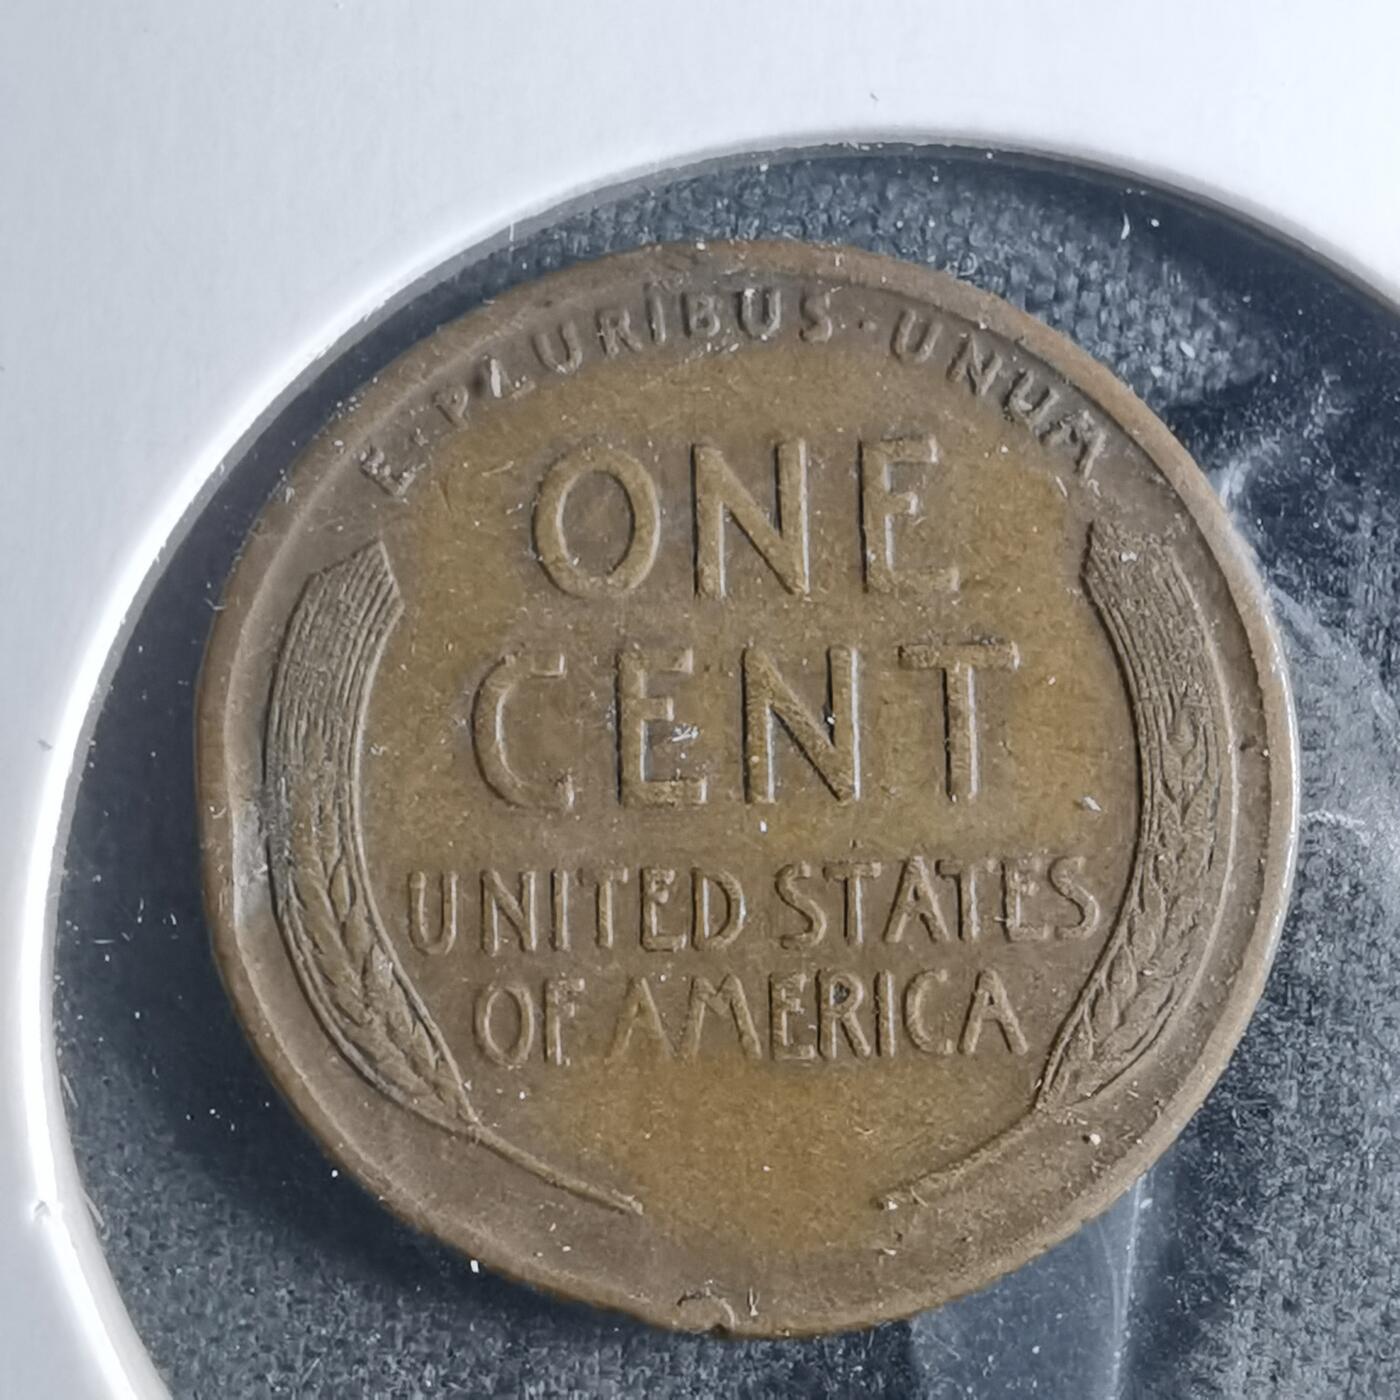 E·PLURIBUS·UNUM
ONE
CENT
UNITED STATES
OF AMERICA